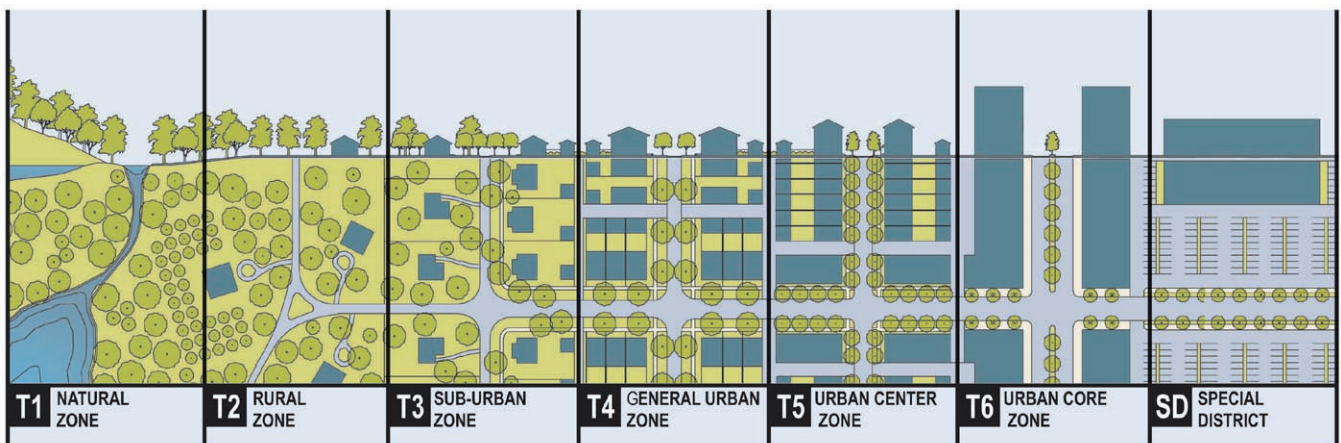 T1 NATURAL
ZONE
T2 RURAL
ZONE
T3 SUB-URBAN
ZONE
T4 GENERAL URBAN
ZONE
T5 URBAN CENTER
ZONE
T6 URBAN CORE
ZONE
SD SPECIAL
DISTRICT